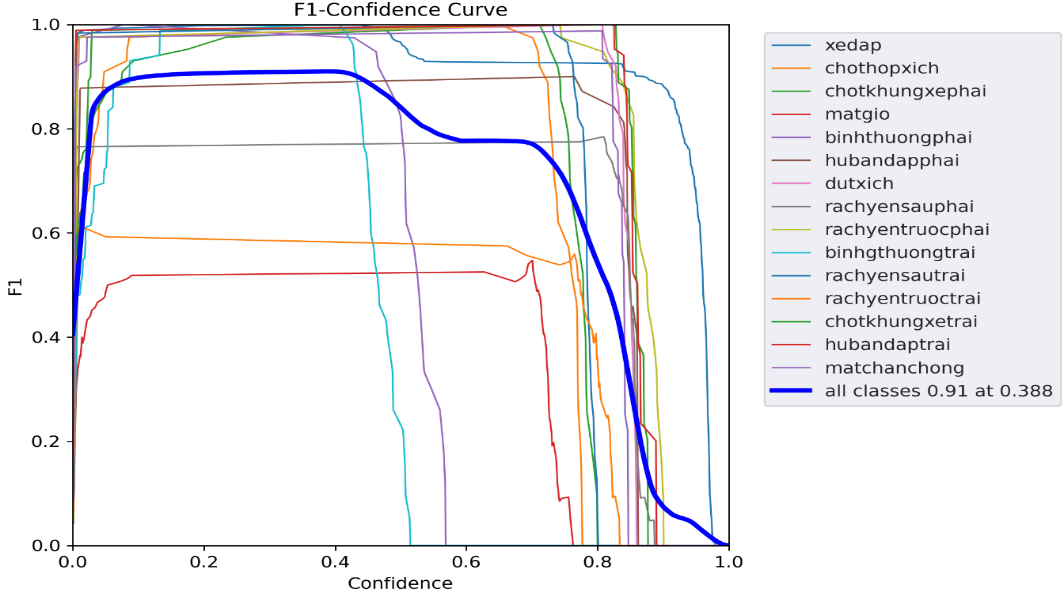 F1-Confidence Curve
1.0
0.8
0.6
0.4
0.2
0.0
F1
0.0 0.2 0.4 0.6 0.8 1.0
Confidence
xedap
chothopxich
chotkhungxephai
matgio
binhthuongphai
hubandapphai
dutxich
rachyensauphai
rachyentruocphai
binhgthuongtrai
rachyensautrai
rachyentruoctrai
chotkhungxetrai
hubandaptrai
matchanchong
all classes 0.91 at 0.388